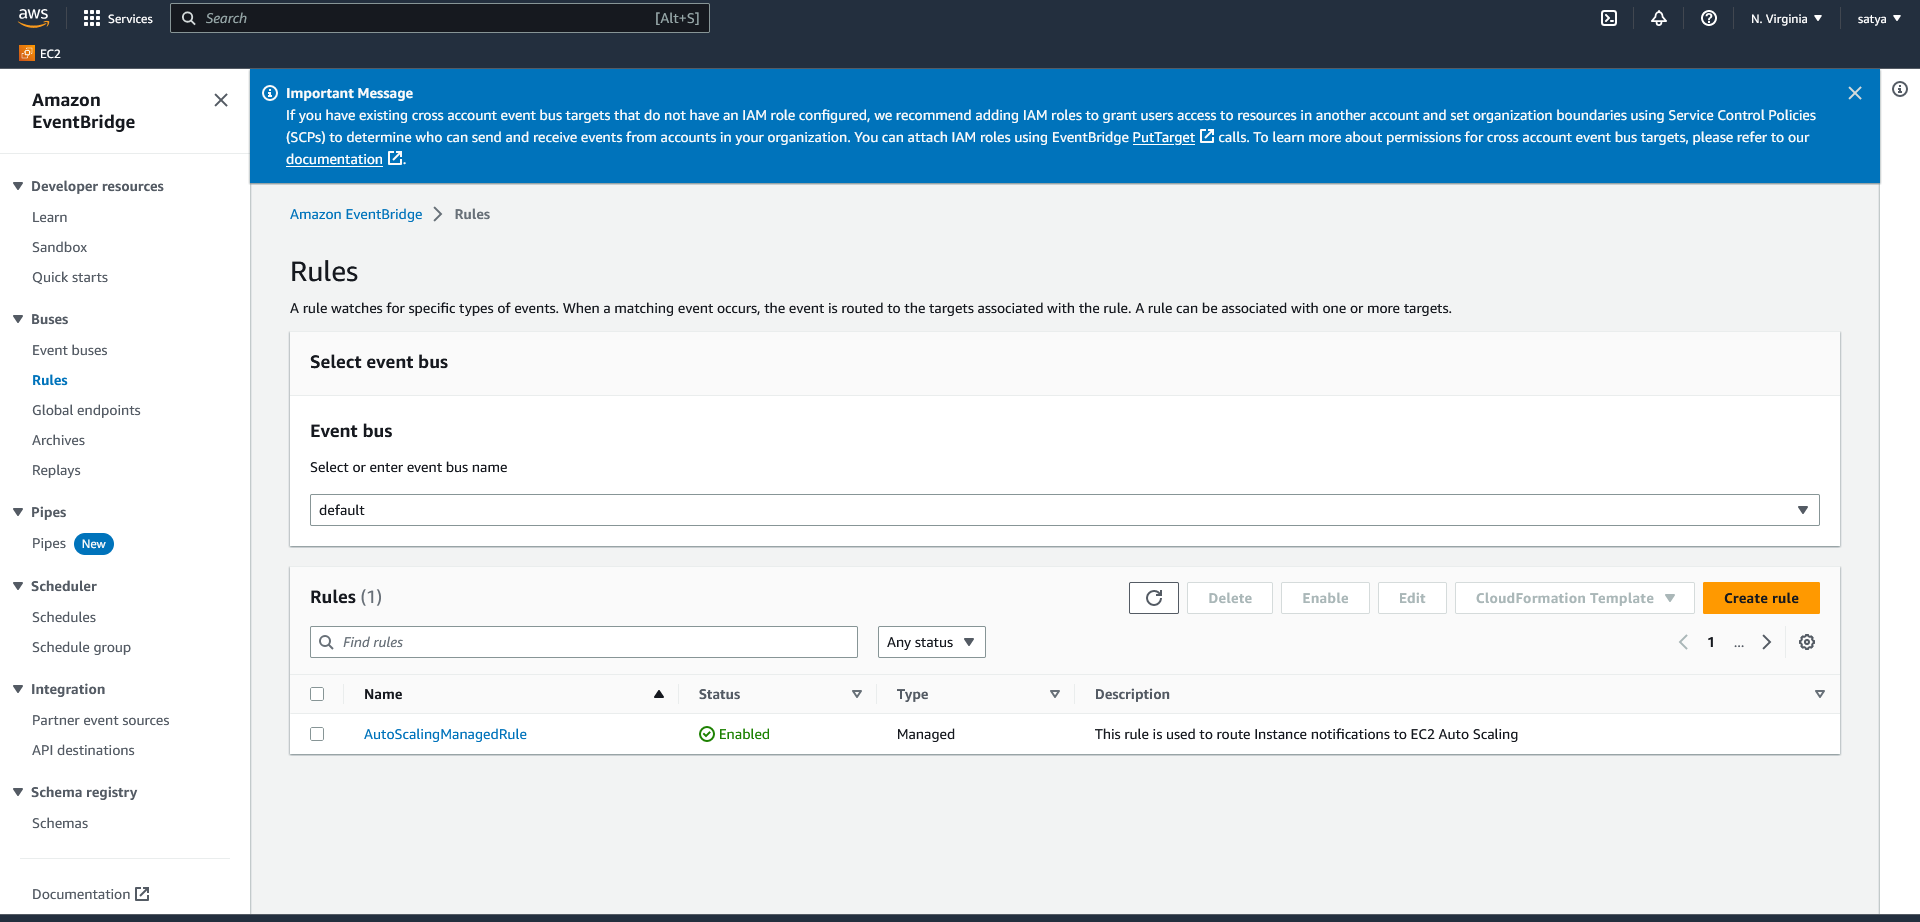 aws
Services
Search
[Alt+S]
N. Virginia
satya
EC2
Amazon
EventBridge
Developer resources
Learn
Sandbox
Quick starts
Buses
Event buses
Rules
Global endpoints
Archives
Replays
Pipes
Pipes New
Scheduler
Schedules
Schedule group
Integration
Partner event sources
API destinations
Schema registry
Schemas
Documentation
Important Message
If you have existing cross account event bus targets that do not have an IAM role configured, we recommend adding IAM roles to grant users access to resources in another account and set organization boundaries using Service Control Policies
(SCPs) to determine who can send and receive events from accounts in your organization. You can attach IAM roles using EventBridge PutTarget calls. To learn more about permissions for cross account event bus targets, please refer to our
documentation .
Amazon EventBridge Rules
Rules
A rule watches for specific types of events. When a matching event occurs, the event is routed to the targets associated with the rule. A rule can be associated with one or more targets.
Select event bus
Event bus
Select or enter event bus name
default
Rules (1)
Delete
Enable
Edit
CloudFormation Template
Create rule
Find rules
Any status
1 ...
Name Status Type Description
AutoScalingManagedRule Enabled Managed This rule is used to route Instance notifications to EC2 Auto Scaling